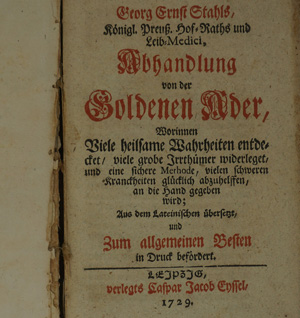 Georg Ernst Stahls,
Königl. Preuß. Hof-Raths und
Leib-Medici,
Abhandlung
von der
Goldenen Ader,
Worinnen
Viele heilsame Wahrheiten entde-
cket/ viele grobe Irrthümer widerleget,
und eine sichere Methode, vielen schweren
Kranckheiten glücklich abzuhelffen,
an die Hand gegeben
wird;
Aus dem Lateinischen übersetzt,
und
Zum allgemeinen Besten
in Druck befördert.
LEIPZIG,
verlegts Caspar Jacob Eyssel,
1729.